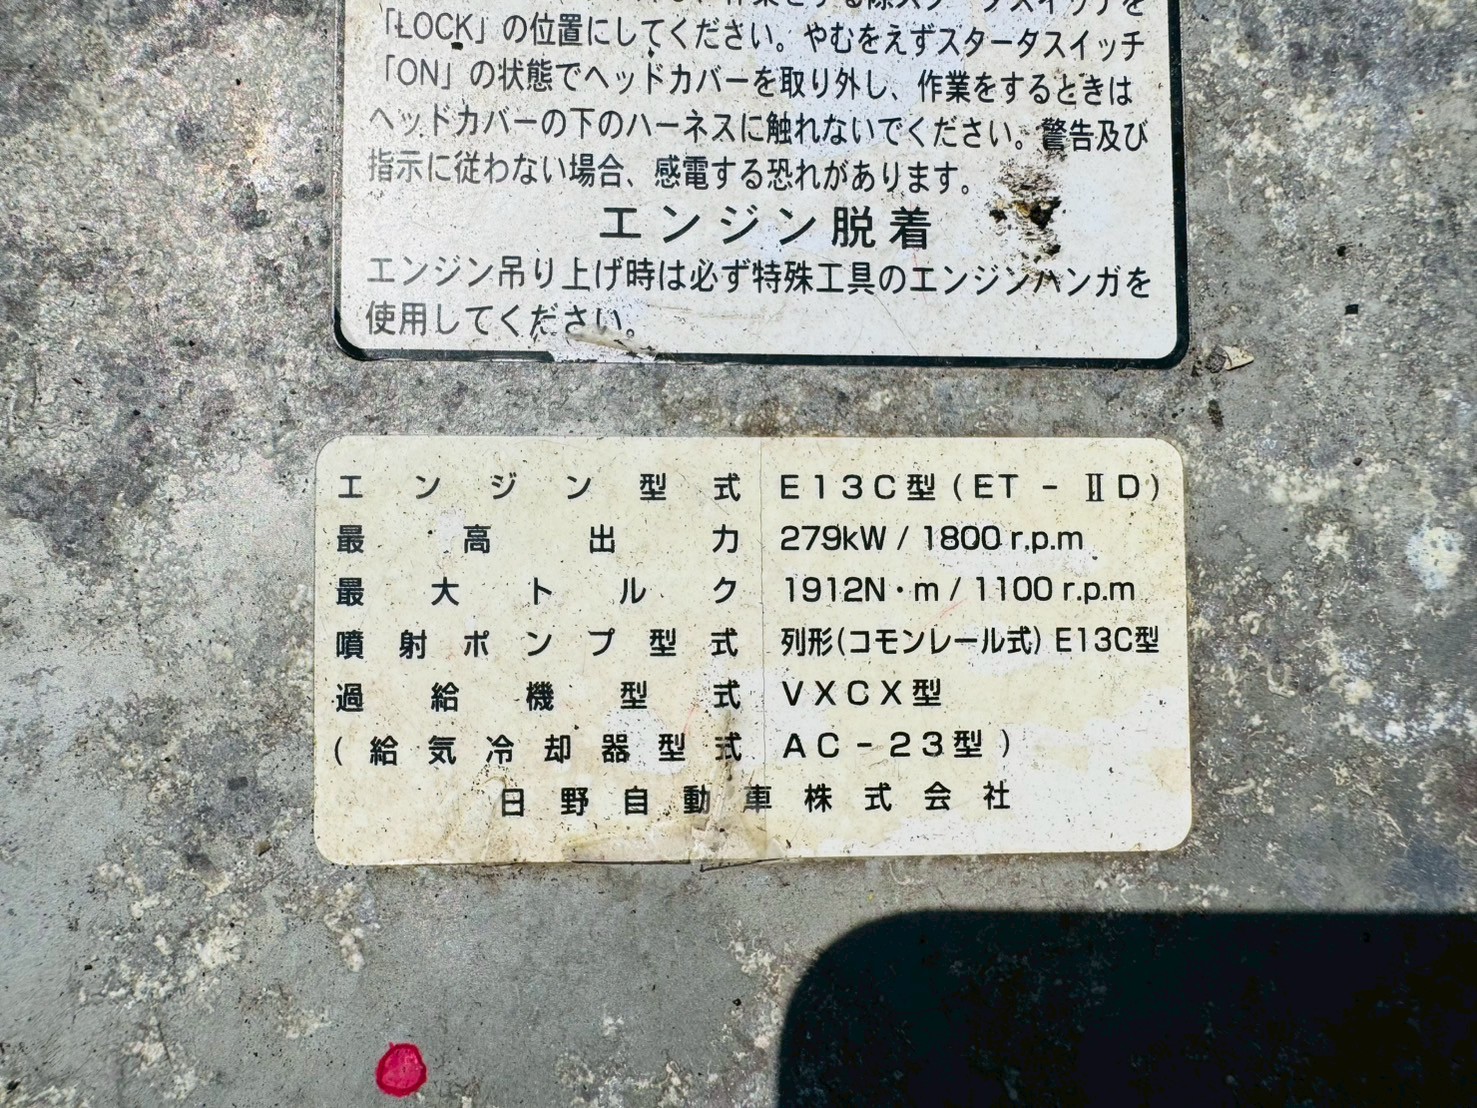 「LOCK」の位置にしてください。やむをえずスタータスイッチ
「ON」の状態でヘッドカバーを取り外し、作業をするときは
ヘッドカバーの下のハーネスに触れないでください。警告及び
指示に従わない場合、感電する恐れがあります。
エンジン脱着
エンジン吊り上げ時は必ず特殊工具のエンジンハンガを
使用してください。
エンジン型式 E13C型(ET-ⅡD)
最高出力 279kW / 1800 r.p.m
最大トルク 1912N・m / 1100 r.p.m
噴射ポンプ型式 列形(コモンレール式) E13C型
過給機型式 VXCX型
(給気冷却器型式 AC-23型)
日野自動車株式会社